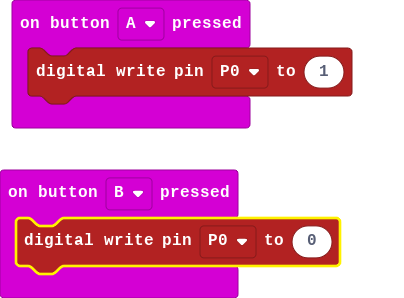 on button A pressed
digital write pin P0 to 1
on button B pressed
digital write pin P0 to 0